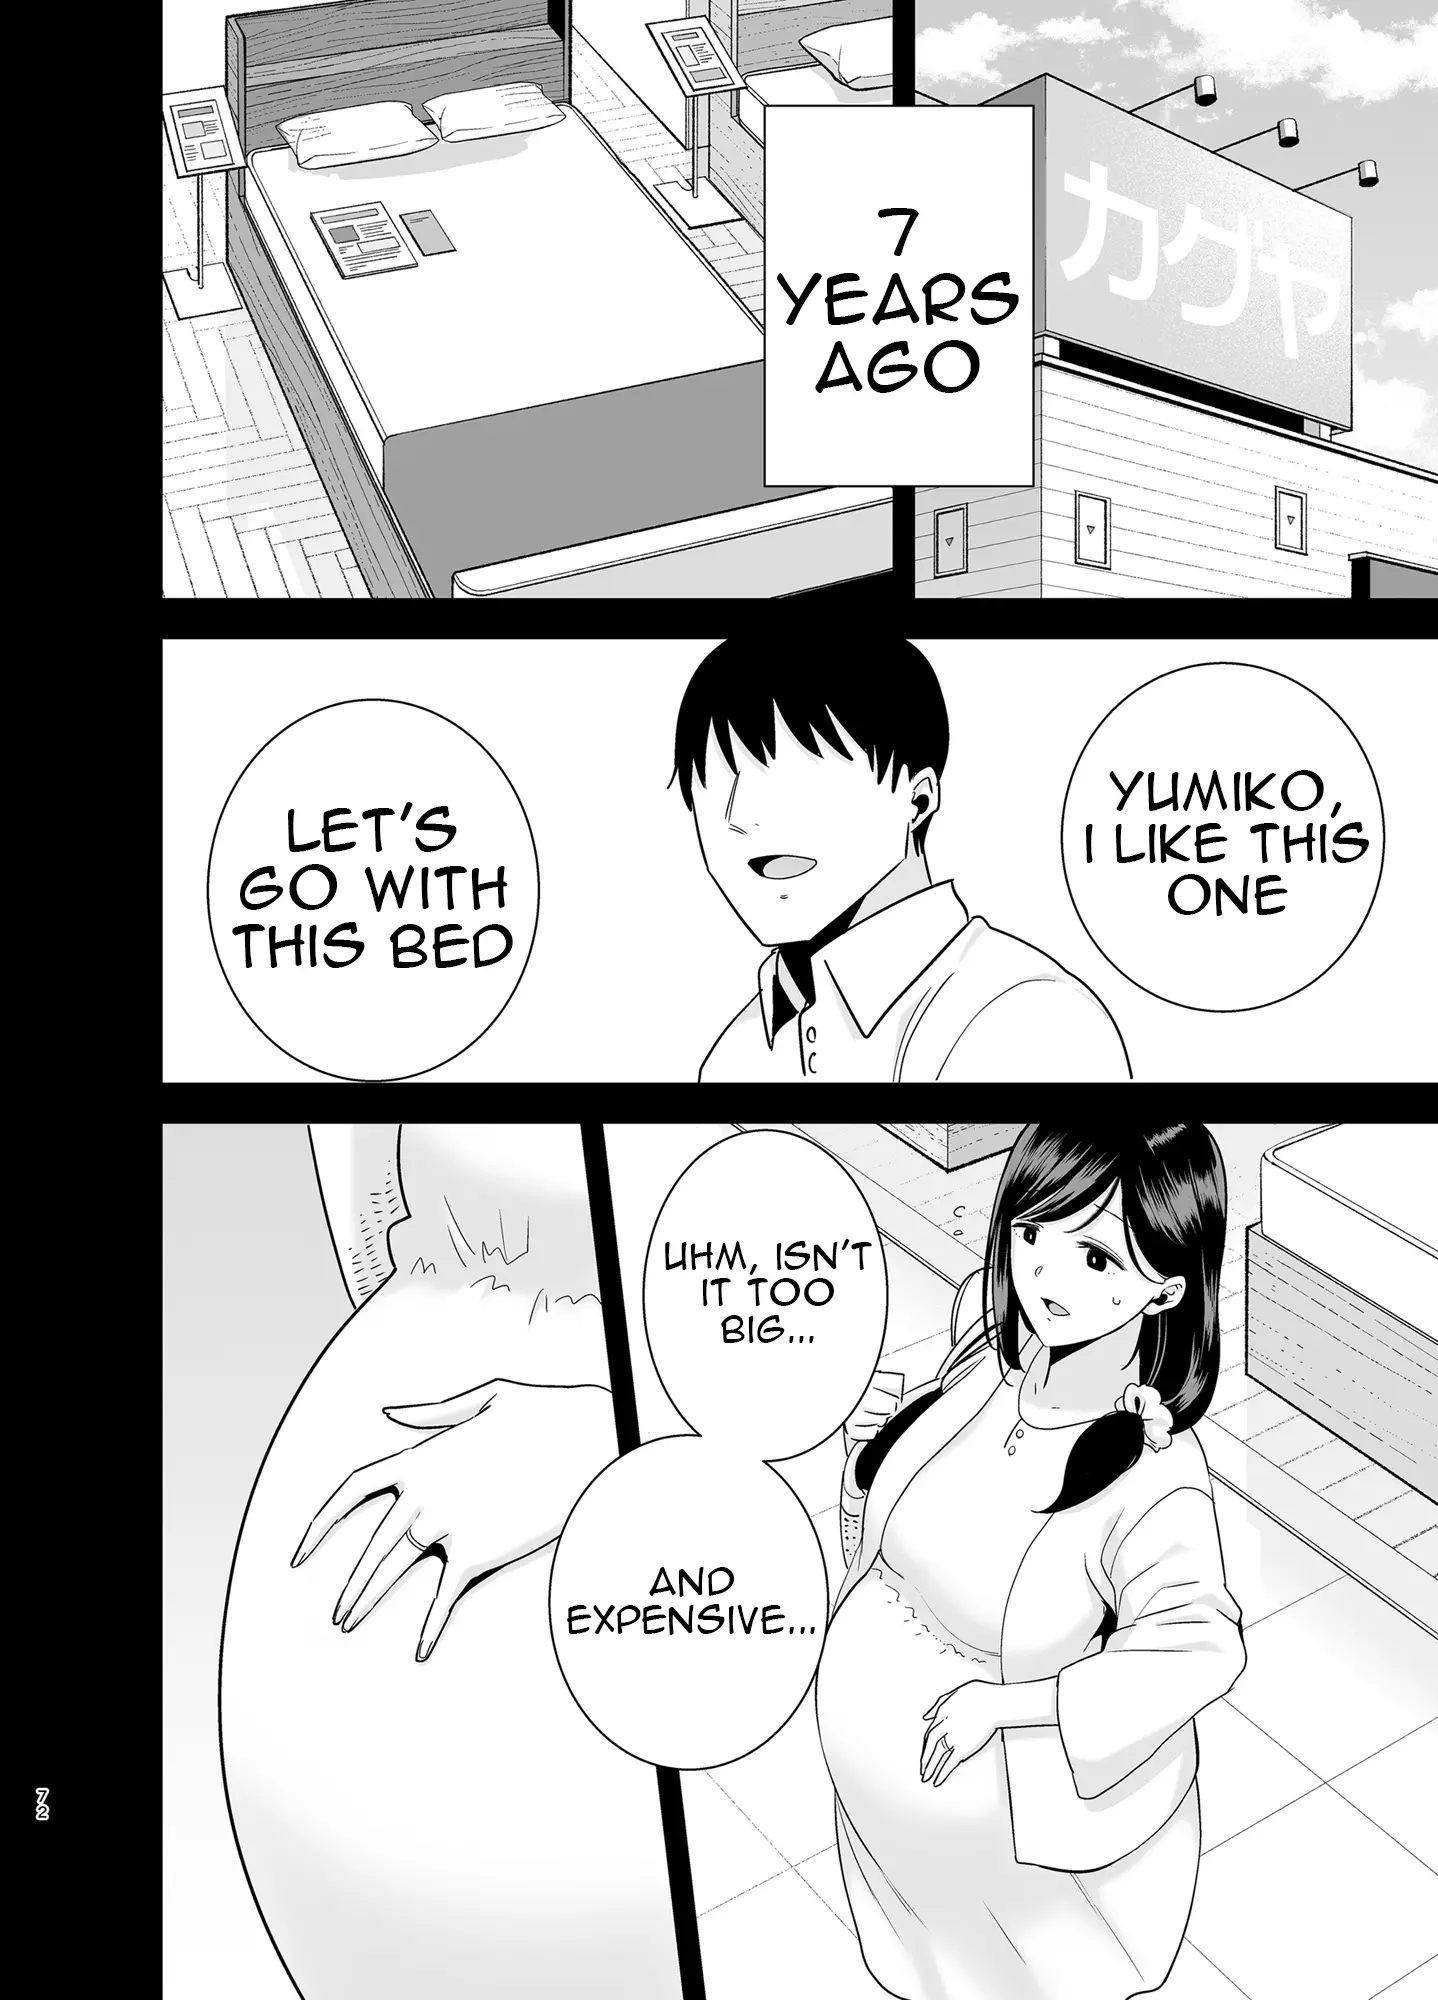 カグヤ
7
YEARS
AGO
YUMIKO,
I LIKE THIS
ONE
LET'S
GO WITH
THIS BED
UHM, ISN'T
IT TOO
BIG...
AND
EXPENSIVE...
72